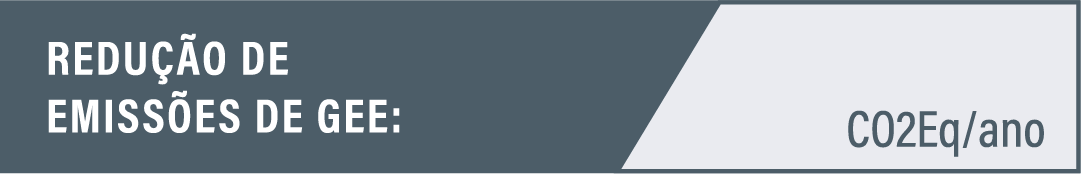 REDUÇÃO DE
EMISSÕES DE GEE:
CO2Eq/ano